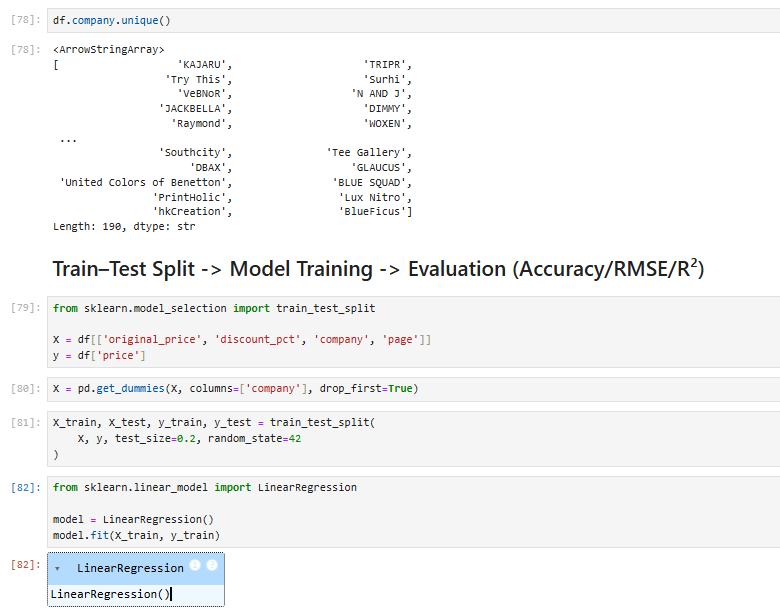 [78]: df.company.unique()
[78]: <ArrowStringArray>
[ 'KAJARU', 'TRIPR',
'Try This', 'Surhi',
'VeBNoR', 'N AND J',
'JACKBELLA', 'DIMMY',
'Raymond', 'WOXEN',
...
'Southcity', 'Tee Gallery',
'DBAX', 'GLAUCUS',
'United Colors of Benetton', 'BLUE SQUAD',
'PrintHolic', 'Lux Nitro',
'hkCreation', 'BlueFicus']
Length: 190, dtype: str
Train–Test Split -> Model Training -> Evaluation (Accuracy/RMSE/R²)
[79]: from sklearn.model_selection import train_test_split
X = df[['original_price', 'discount_pct', 'company', 'page']]
y = df['price']
[80]: X = pd.get_dummies(X, columns=['company'], drop_first=True)
[81]: X_train, X_test, y_train, y_test = train_test_split(
X, y, test_size=0.2, random_state=42
)
[82]: from sklearn.linear_model import LinearRegression
model = LinearRegression()
model.fit(X_train, y_train)
[82]: ▾ LinearRegression i ?
LinearRegression()